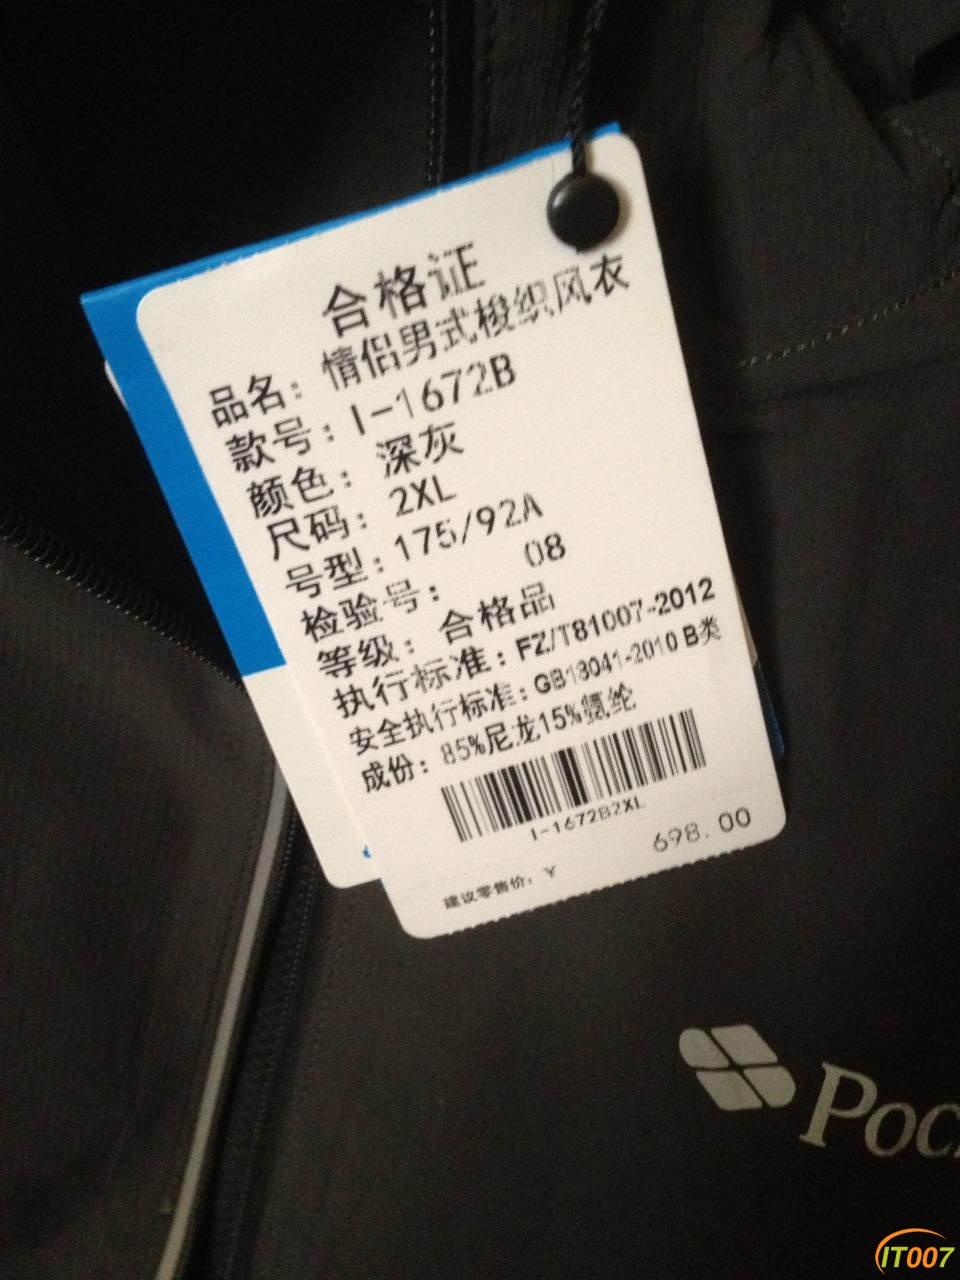 合格证
品名：情侣男式梭织风衣
款号：I-1672B
颜色：深灰
尺码：2XL
号型：175/92A
检验号：08
等级：合格品
执行标准：FZ/T81007-2012
安全执行标准：GB18041-2010 B类
成份：85%尼龙15%氨纶
I-1672B2XL
建议零售价：¥ 698.00
POC
IT007